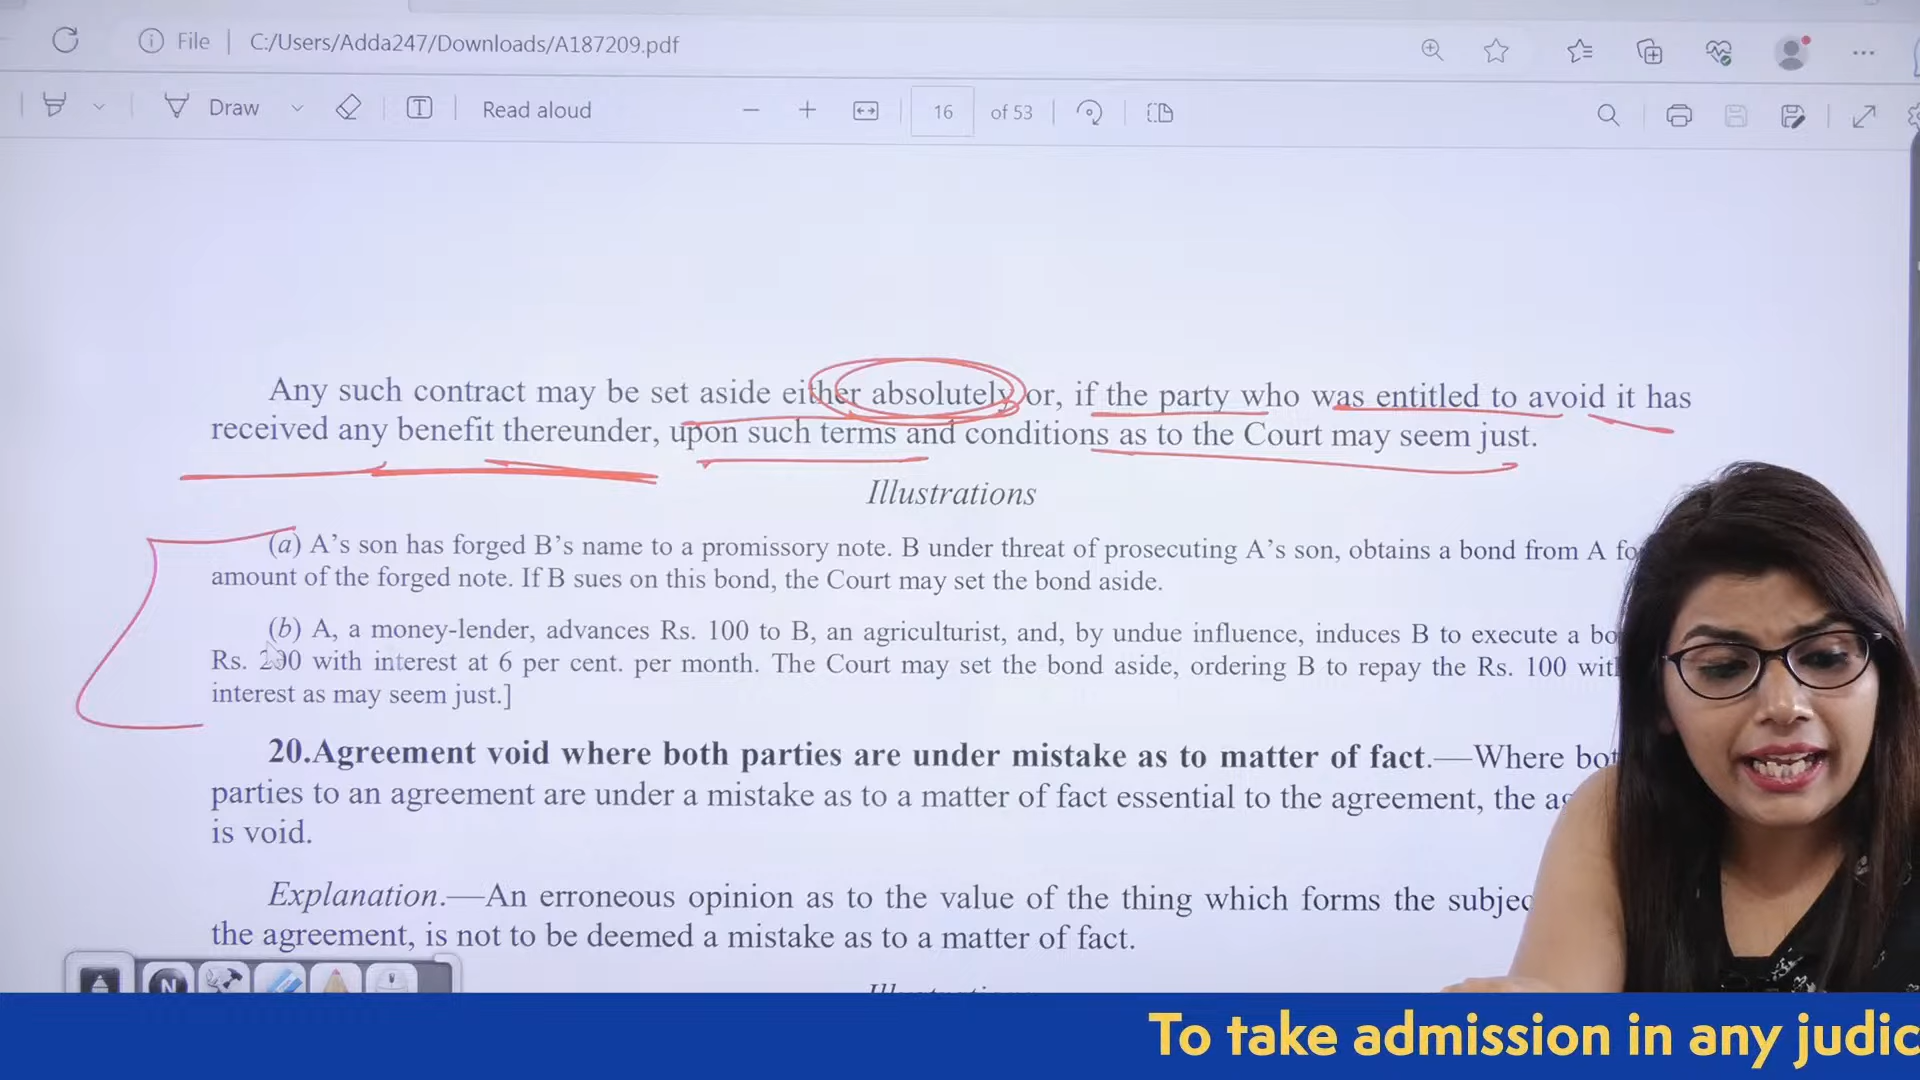 File | C:/Users/Adda247/Downloads/A187209.pdf
Draw Read aloud 16 of 53
Any such contract may be set aside either absolutely or, if the party who was entitled to avoid it has
received any benefit thereunder, upon such terms and conditions as to the Court may seem just.
Illustrations
(a) A's son has forged B's name to a promissory note. B under threat of prosecuting A's son, obtains a bond from A
amount of the forged note. If B sues on this bond, the Court may set the bond aside.
(b) A, a money-lender, advances Rs. 100 to B, an agriculturist, and, by undue influence, induces B to execute a
Rs. 200 with interest at 6 per cent. per month. The Court may set the bond aside, ordering B to repay the Rs. 100
interest as may seem just.]
20.Agreement void where both parties are under mistake as to matter of fact.—Where
parties to an agreement are under a mistake as to a matter of fact essential to the agreement, the
is void.
Explanation.—An erroneous opinion as to the value of the thing which forms the
the agreement, is not to be deemed a mistake as to a matter of fact.
N
To take admission in any judic